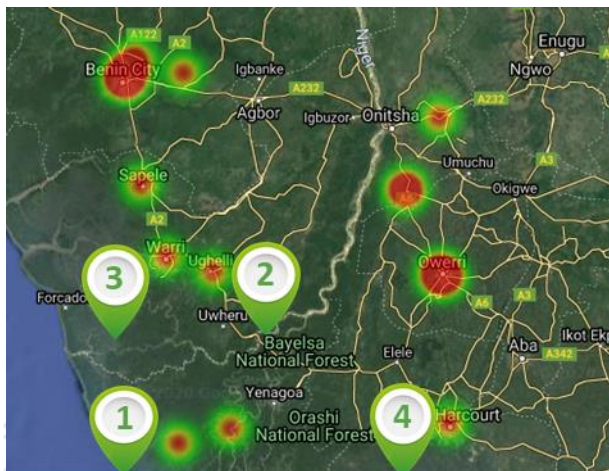 A122
A2
Benin City
Igbanke
Agbor
A232
Igbuzor
Niger
Onitsha
A232
Enugu
Ngwo
A3
Umuchu
Okigwe
Sapele
A2
Warri
Ughelli
Owerri
A6
A3
3
2
Forcado
Uwheru
Bayelsa
National Forest
Elele
Aba
Ikot Ekp
A342
Yenagoa
1
Orashi
National Forest
4
Harcourt